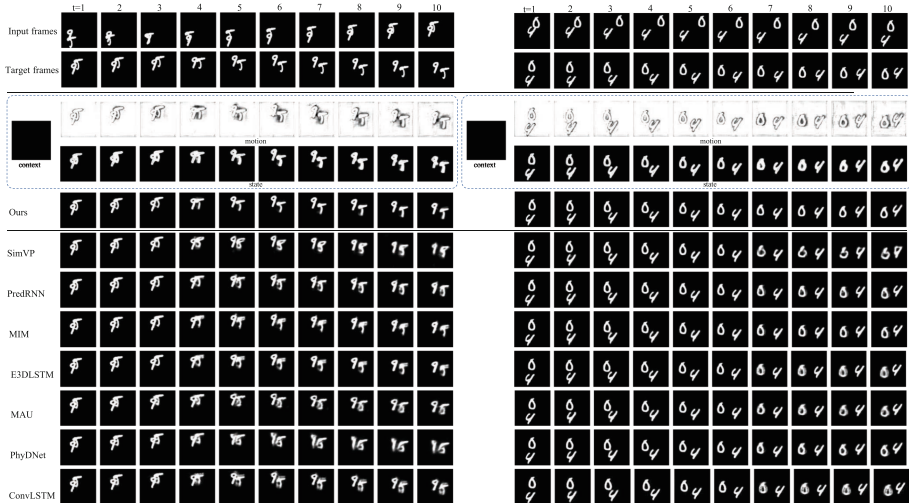 t=1 2 3 4 5 6 7 8 9 10 t=1 2 3 4 5 6 7 8 9 10
Input frames
Target frames
motion motion
context context
state state
Ours
SimVP
PredRNN
MIM
E3DLSTM
MAU
PhyDNet
ConvLSTM